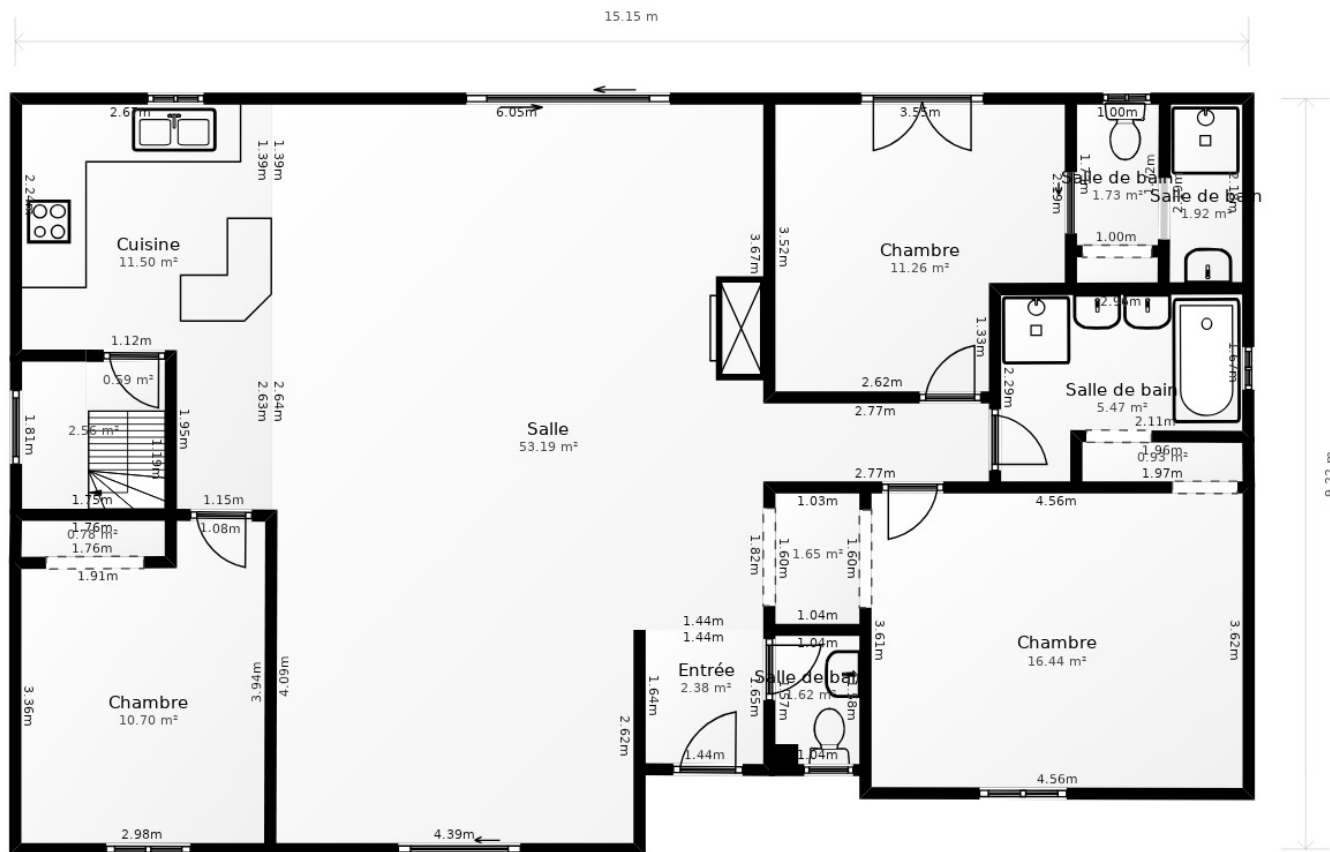 15.15 m
2.67m
6.05m
3.55m
1.00m
1.39m
1.39m
2.24m
Salle de bain
1.73 m²
Salle de bain
1.92 m²
2.19m
Cuisine
11.50 m²
3.67m
3.52m
Chambre
11.26 m²
1.00m
2.96m
1.12m
0.59 m²
1.33m
2.62m
2.29m
1.67m
Salle de bain
5.47 m²
2.11m
2.63m
2.64m
1.81m
2.56 m²
1.95m
1.19m
Salle
53.19 m²
2.77m
2.77m
1.96m
0.93 m²
1.97m
1.75m
1.15m
1.03m
4.56m
1.76m
0.78 m²
1.08m
1.76m
1.91m
1.82m
1.60m
1.65 m²
1.60m
1.04m
1.44m
1.44m
1.04m
3.61m
3.62m
Chambre
16.44 m²
Entrée
2.38 m²
Salle de bain
1.62 m²
1.64m
1.65m
Chambre
10.70 m²
3.36m
3.94m
4.09m
2.62m
1.44m
1.04m
4.56m
2.98m
4.39m